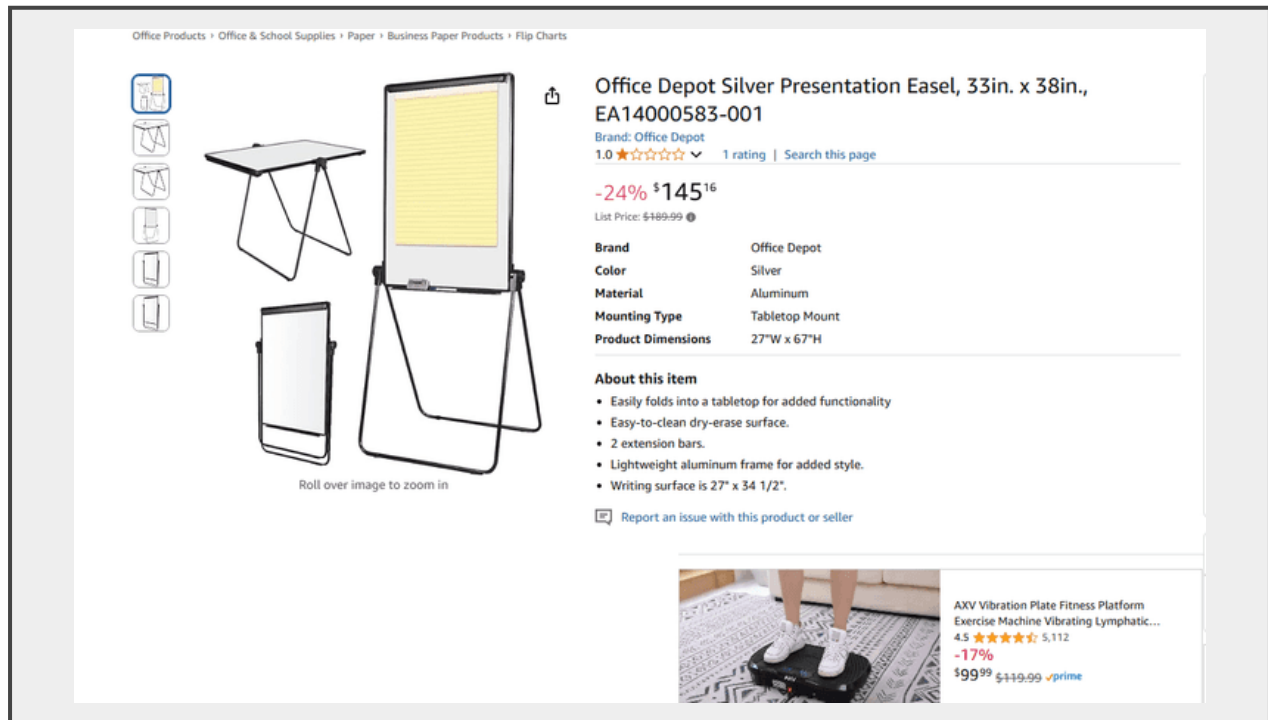 Office Products › Office & School Supplies › Paper › Business Paper Products › Flip Charts
Office Depot Silver Presentation Easel, 33in. x 38in.,
EA14000583-001
Brand: Office Depot
1.0 1 rating | Search this page
-24% $14516
List Price: $189.99
Brand Office Depot
Color Silver
Material Aluminum
Mounting Type Tabletop Mount
Product Dimensions 27"W x 67"H
About this item
• Easily folds into a tabletop for added functionality
• Easy-to-clean dry-erase surface.
• 2 extension bars.
• Lightweight aluminum frame for added style.
• Writing surface is 27" x 34 1/2".
Roll over image to zoom in
Report an issue with this product or seller
AXV Vibration Plate Fitness Platform
Exercise Machine Vibrating Lymphatic...
4.5 5,112
-17%
$9999 $119.99 prime
AXV